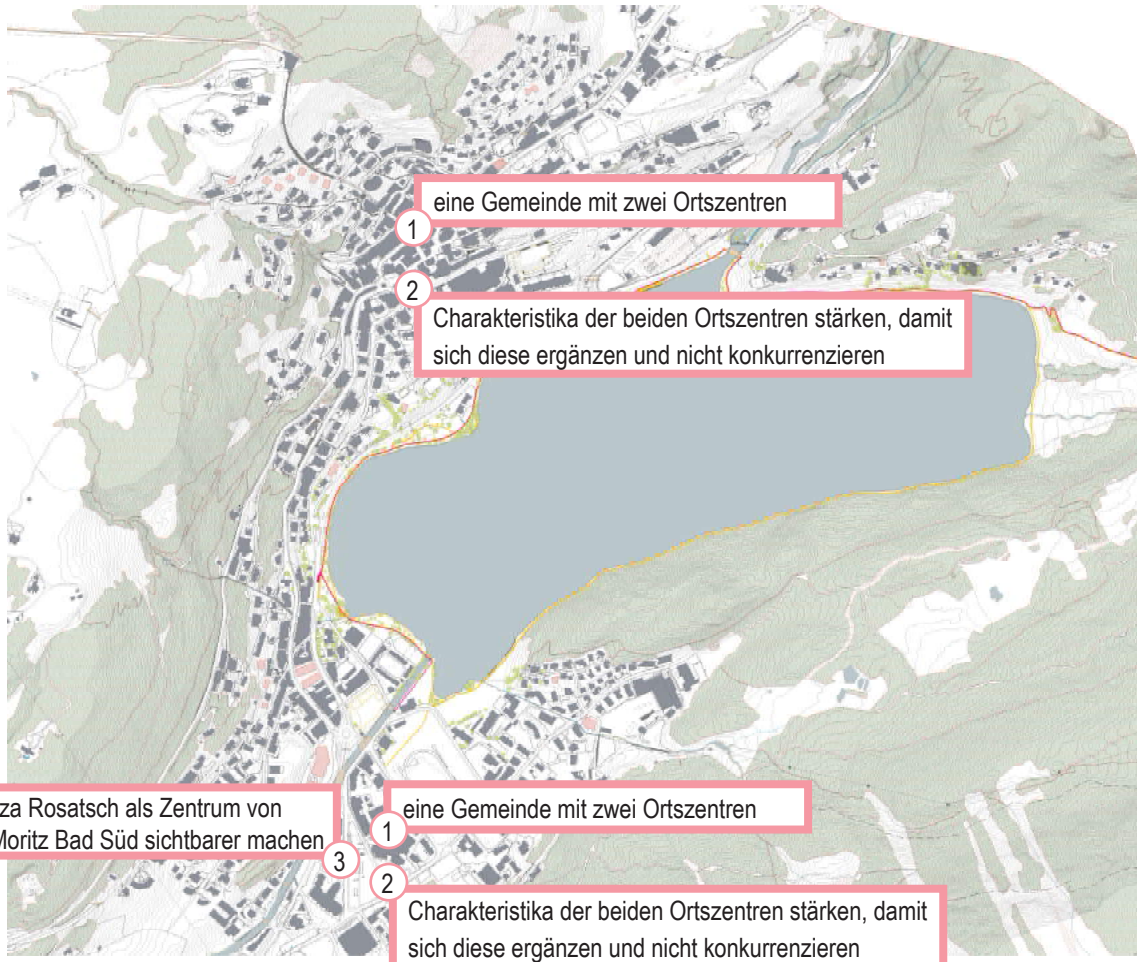 eine Gemeinde mit zwei Ortszentren
1
2
Charakteristika der beiden Ortszentren stärken, damit
sich diese ergänzen und nicht konkurrenzieren
za Rosatsch als Zentrum von
Moritz Bad Süd sichtbarer machen
3
eine Gemeinde mit zwei Ortszentren
1
2
Charakteristika der beiden Ortszentren stärken, damit
sich diese ergänzen und nicht konkurrenzieren